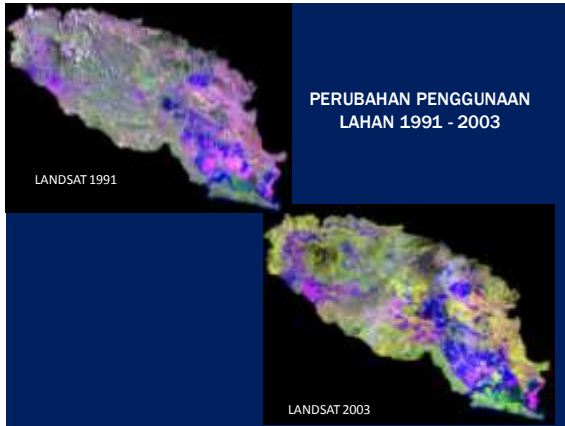 PERUBAHAN PENGGUNAAN
LAHAN 1991 - 2003
LANDSAT 1991
LANDSAT 2003